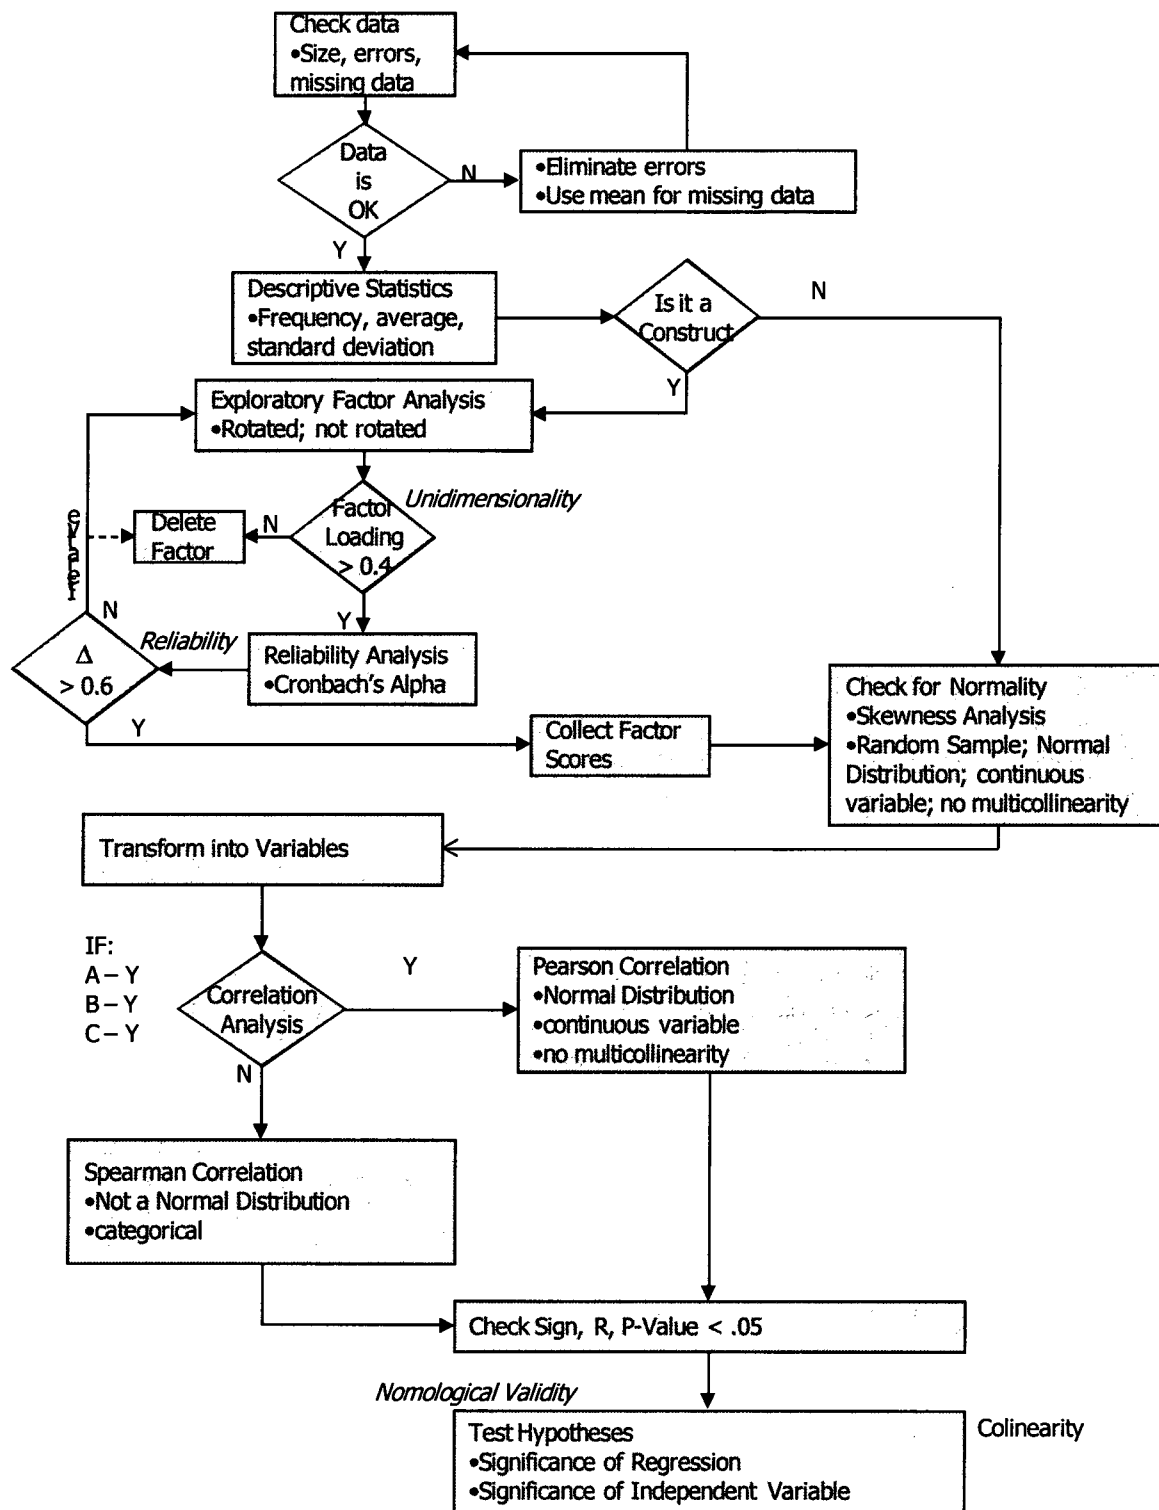 Check data
•Size, errors,
missing data
Data
is
OK
N
•Eliminate errors
•Use mean for missing data
Y
Descriptive Statistics
•Frequency, average,
standard deviation
Is it a
Construct
N
Y
Exploratory Factor Analysis
•Rotated; not rotated
Unidimensionality
Factor
Loading
> 0.4
N
Delete
Factor
Y
N
Reliability
Δ
> 0.6
Reliability Analysis
•Cronbach's Alpha
Y
Collect Factor
Scores
Check for Normality
•Skewness Analysis
•Random Sample; Normal
Distribution; continuous
variable; no multicollinearity
Transform into Variables
IF:
A – Y
B – Y
C – Y
Correlation
Analysis
Y
Pearson Correlation
•Normal Distribution
•continuous variable
•no multicollinearity
N
Spearman Correlation
•Not a Normal Distribution
•categorical
Check Sign, R, P-Value < .05
Nomological Validity
Test Hypotheses
•Significance of Regression
•Significance of Independent Variable
Colinearity